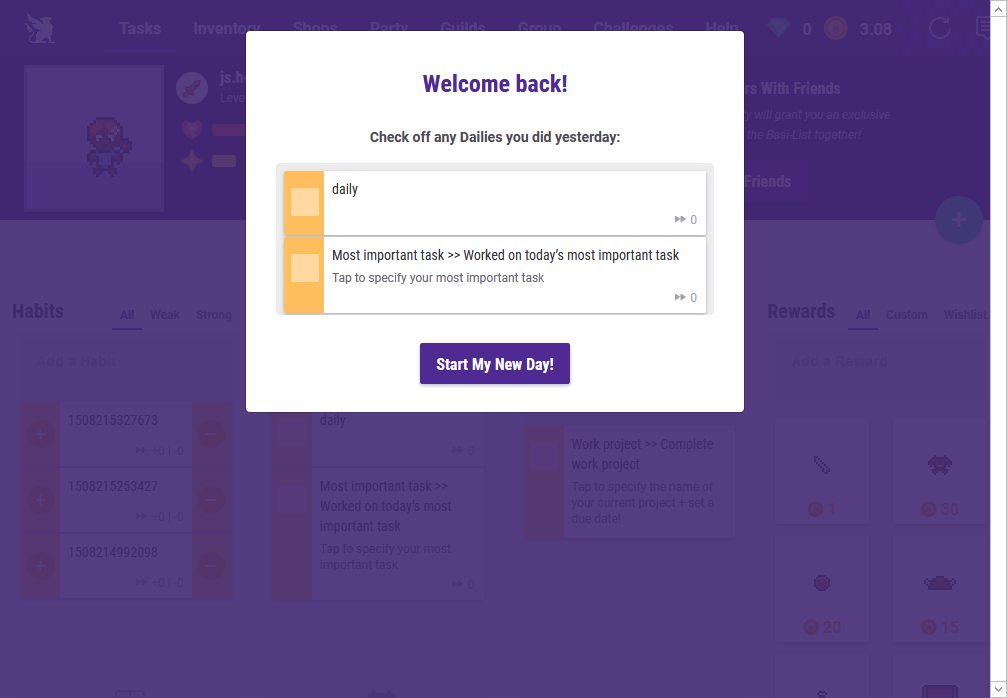 Tasks Inventory Shops Party Guilds Group Challenges Help 0 3.08
js.h
Leve
rs With Friends
y will grant you an exclusive
the Basi-List together!
Friends
Welcome back!
Check off any Dailies you did yesterday:
daily
0
Most important task >> Worked on today's most important task
Tap to specify your most important task
0
Start My New Day!
Habits All Weak Strong
Add a Habit
1508215327673
+0 | -0
1508215253427
+0 | -0
1508214992098
+0 | -0
daily
0
Most important task >>
Worked on today's most
important task
Tap to specify your most
important task
0
Work project >> Complete
work project
Tap to specify the name of
your current project + set a
due date!
Rewards All Custom Wishlist
Add a Reward
1 30
20 15